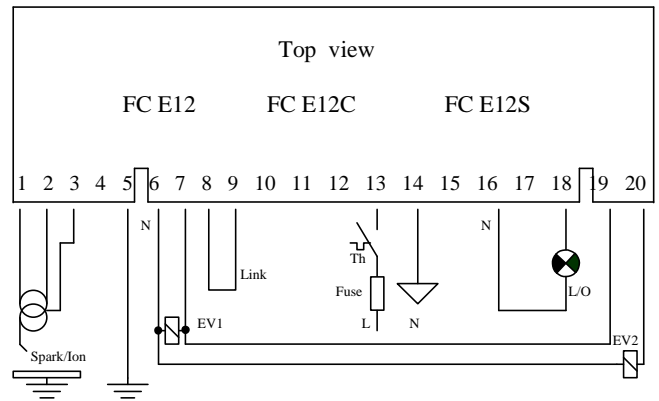 Top view
FC E12 FC E12C FC E12S
1 2 3 4 5 6 7 8 9 10 11 12 13 14 15 16 17 18 19 20
N N
Th
Link
Fuse L/O
L N
EV1
EV2
Spark/Ion